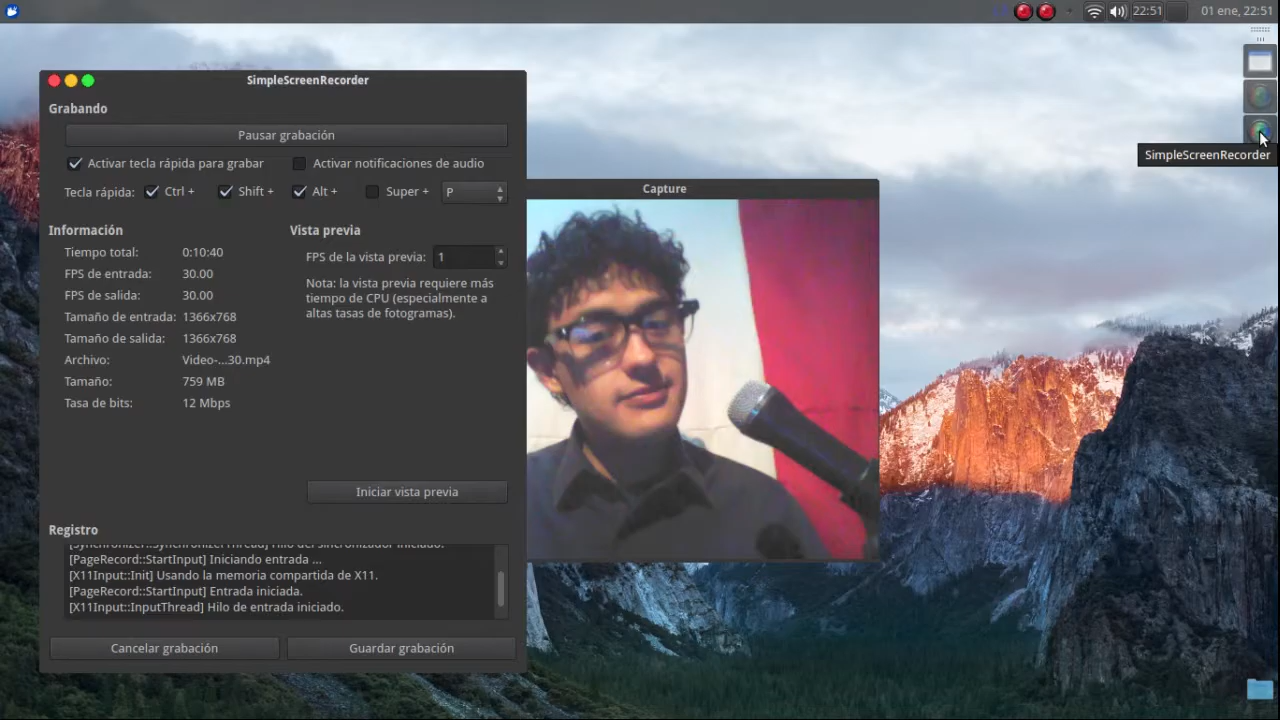 22:51
01 ene, 22:51
SimpleScreenRecorder
SimpleScreenRecorder
Grabando
Pausar grabación
Activar tecla rápida para grabar
Activar notificaciones de audio
Tecla rápida: Ctrl + Shift + Alt + Super + P
Capture
Información
Tiempo total: 0:10:40
FPS de entrada: 30.00
FPS de salida: 30.00
Tamaño de entrada: 1366x768
Tamaño de salida: 1366x768
Archivo: Video-...30.mp4
Tamaño: 759 MB
Tasa de bits: 12 Mbps
Vista previa
FPS de la vista previa: 1
Nota: la vista previa requiere más
tiempo de CPU (especialmente a
altas tasas de fotogramas).
Iniciar vista previa
Registro
[Synchronizer::SynchronizeThread] Hilo del sincronizador iniciado.
[PageRecord::StartInput] Iniciando entrada ...
[X11Input::Init] Usando la memoria compartida de X11.
[PageRecord::StartInput] Entrada iniciada.
[X11Input::InputThread] Hilo de entrada iniciado.
Cancelar grabación
Guardar grabación